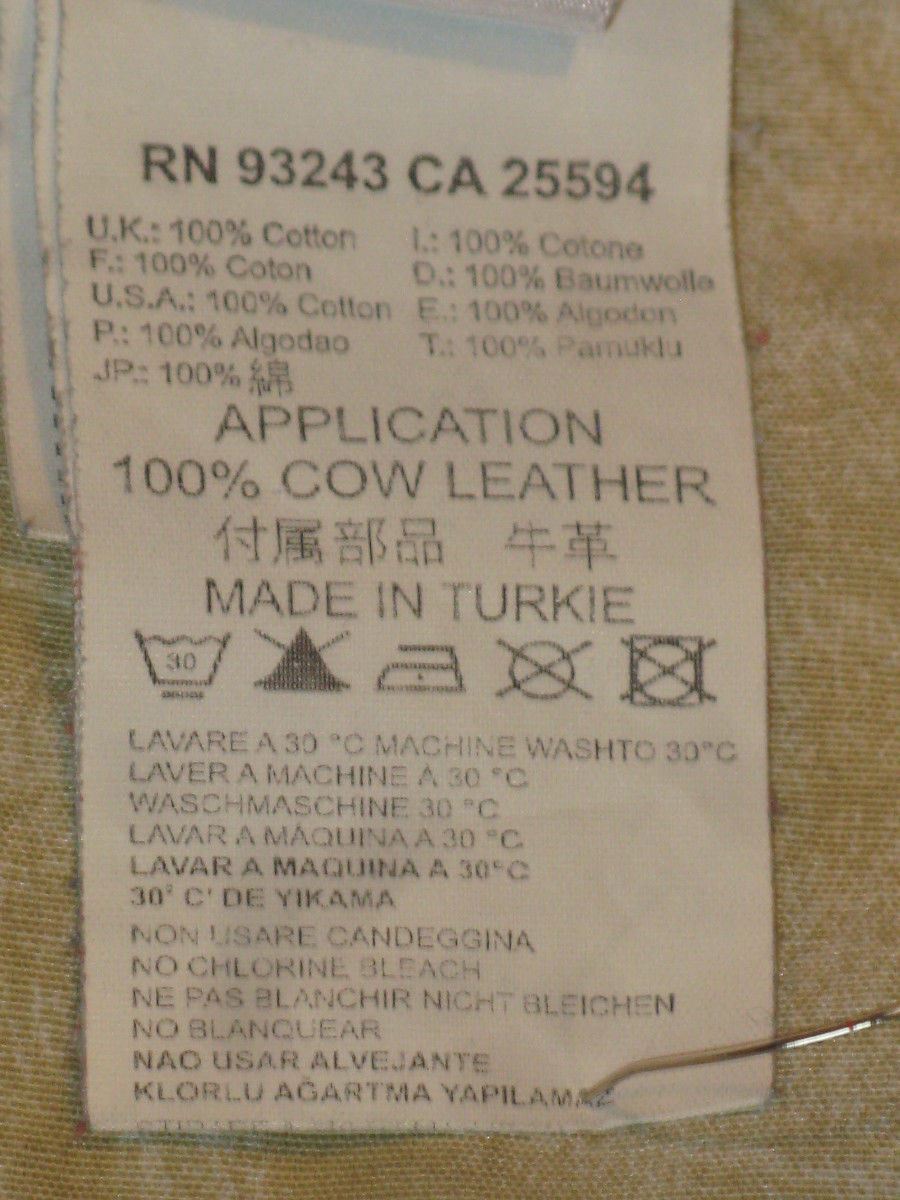 RN 93243 CA 25594
U.K.: 100% Cotton I.: 100% Cotone
F.: 100% Coton D.: 100% Baumwolle
U.S.A.: 100% Cotton E.: 100% Algodon
P.: 100% Algodao T.: 100% Pamuklu
JP.: 100% 綿
APPLICATION
100% COW LEATHER
付属部品 牛革
MADE IN TURKIE
30
LAVARE A 30 °C MACHINE WASHTO 30°C
LAVER A MACHINE À 30 °C
WASCHMASCHINE 30 °C
LAVAR A MÁQUINA A 30 °C
LAVAR A MAQUINA A 30°C
30° C' DE YIKAMA
NON USARE CANDEGGINA
NO CHLORINE BLEACH
NE PAS BLANCHIR NICHT BLEICHEN
NO BLANQUEAR
NAO USAR ALVEJANTE
KLORLU AĞARTMA YAPILAMAZ